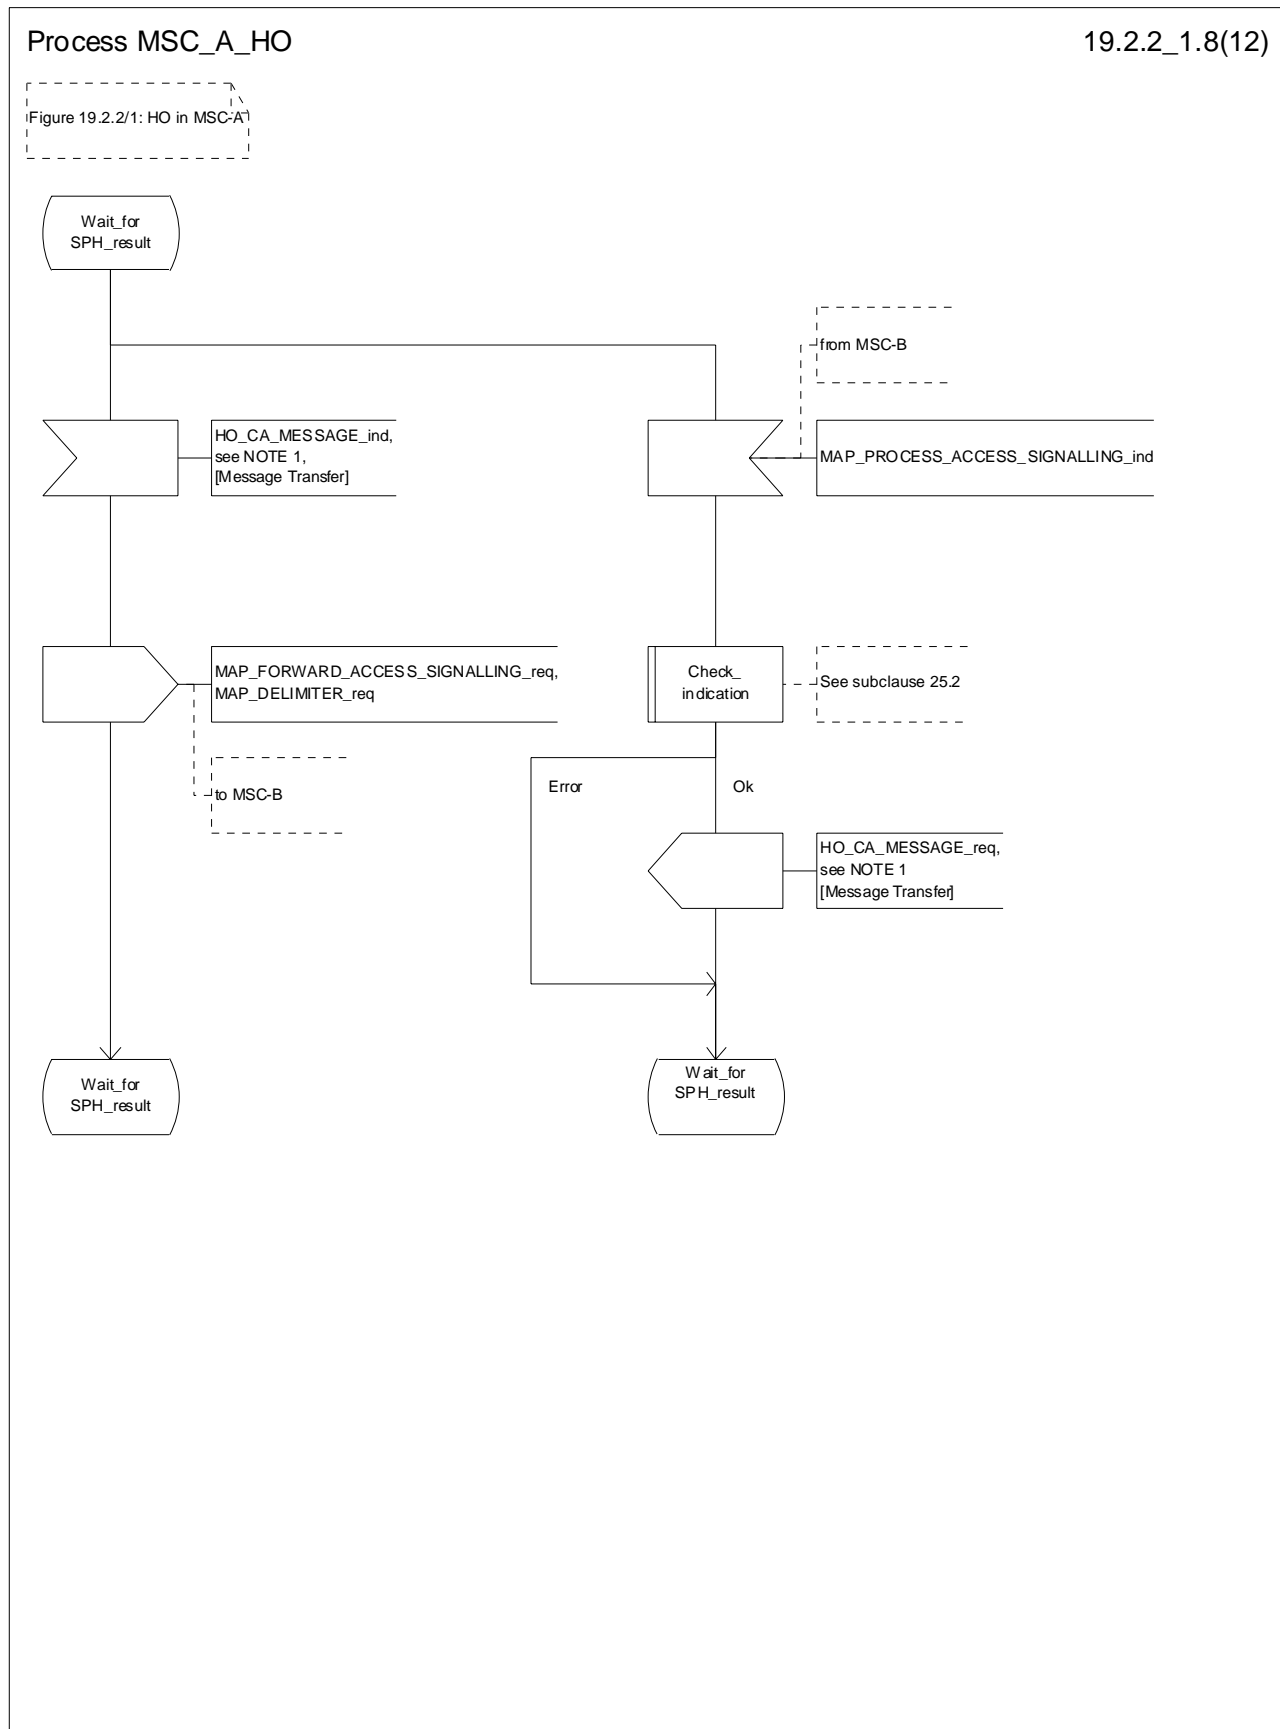 Process MSC_A_HO
19.2.2_1.8(12)
Figure 19.2.2/1: HO in MSC-A
Wait_for
SPH_result
from MSC-B
HO_CA_MESSAGE_ind,
see NOTE 1,
[Message Transfer]
MAP_PROCESS_ACCESS_SIGNALLING_ind
MAP_FORWARD_ACCESS_SIGNALLING_req,
MAP_DELIMITER_req
Check_
indication
See subclause 25.2
to MSC-B
Error
Ok
HO_CA_MESSAGE_req,
see NOTE 1
[Message Transfer]
Wait_for
SPH_result
Wait_for
SPH_result